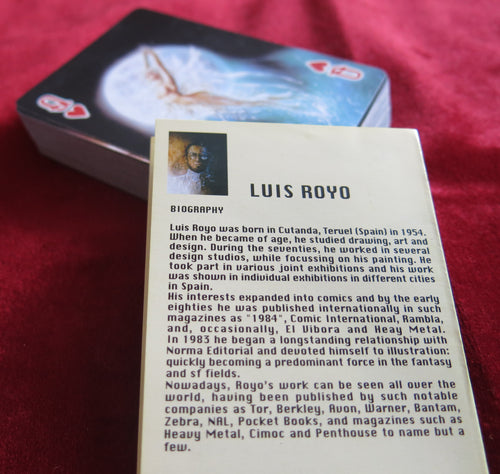 LUIS ROYO
BIOGRAPHY
Luis Royo was born in Cutanda, Teruel (Spain) in 1954.
When he became of age, he studied drawing, art and
design. During the seventies, he worked in several
design studios, while focussing on his painting. He
took part in various joint exhibitions and his work
was shown in individual exhibitions in different cities
in Spain.
His interests expanded into comics and by the early
eighties he was published internationally in such
magazines as "1984", Comic International, Rambla,
and, occasionally, El Vibora and Heay Metal.
In 1983 he began a longstanding relationship with
Norma Editorial and devoted himself to illustration:
quickly becoming a predominant force in the fantasy
and sf fields.
Nowadays, Royo's work can be seen all over the
world, having been published by such notable
companies as Tor, Berkley, Avon, Warner, Bantam,
Zebra, NAL, Pocket Books, and magazines such as
Heavy Metal, Cimoc and Penthouse to name but a
few.